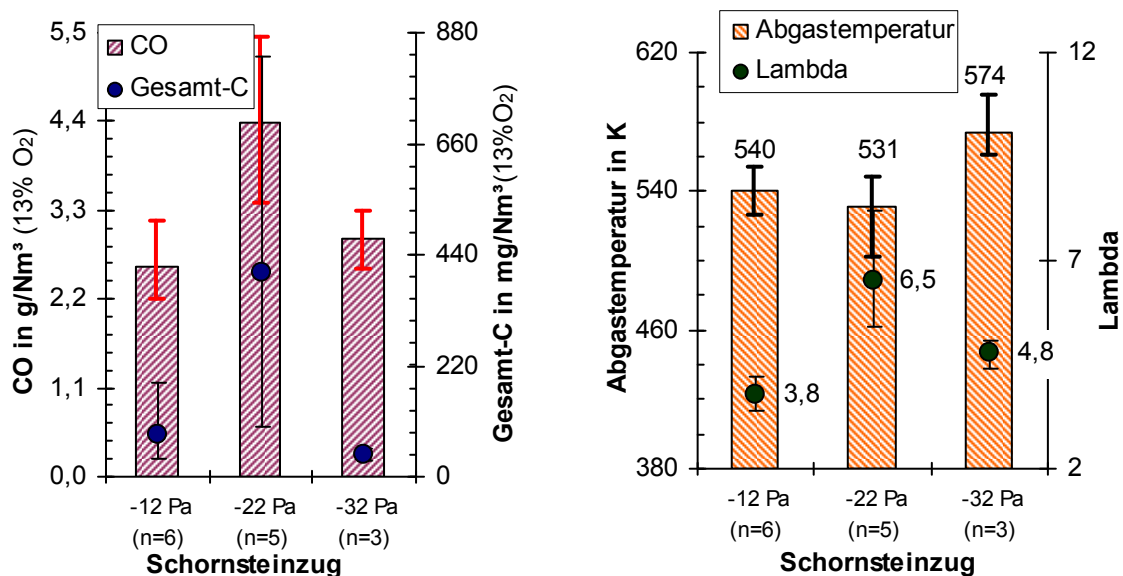 CO
Gesamt-C
5,5
4,4
3,3
2,2
1,1
0,0
CO in g/Nm³ (13% O₂)
880
660
440
220
0
Gesamt-C in mg/Nm³ (13%O₂)
-12 Pa
(n=6)
-22 Pa
(n=5)
-32 Pa
(n=3)
Schornsteinzug
Abgastemperatur
Lambda
620
540
460
380
Abgastemperatur in K
12
7
2
Lambda
540
531
574
3,8
6,5
4,8
-12 Pa
(n=6)
-22 Pa
(n=5)
-32 Pa
(n=3)
Schornsteinzug